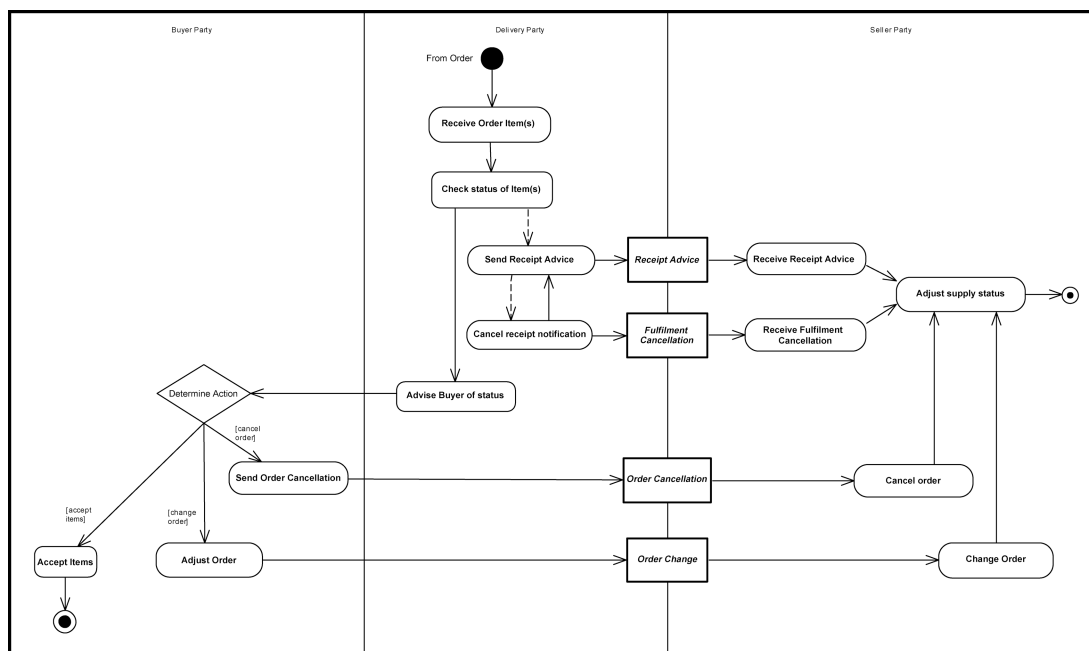 Buyer Party
Delivery Party
Seller Party
From Order
Receive Order Item(s)
Check status of Item(s)
Send Receipt Advice
Receipt Advice
Receive Receipt Advice
Adjust supply status
Cancel receipt notification
Fulfilment
Cancellation
Receive Fulfilment
Cancellation
Determine Action
Advise Buyer of status
[cancel
order]
Send Order Cancellation
Order Cancellation
Cancel order
[accept
items]
[change
order]
Accept Items
Adjust Order
Order Change
Change Order